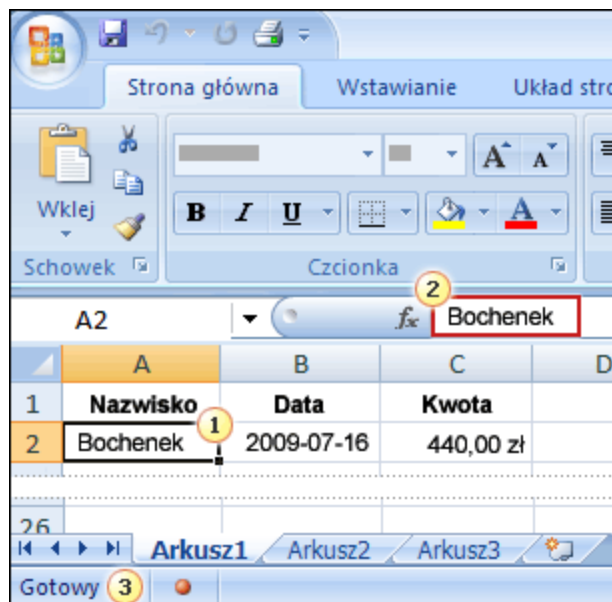 Strona główna Wstawianie Układ stro
A A
Wklej B I U A
Schowek Czcionka
2
A2 fx Bochenek
A B C D
1 Nazwisko Data Kwota
1
2 Bochenek 2009-07-16 440,00 zł
26
Arkusz1 Arkusz2 Arkusz3
Gotowy 3